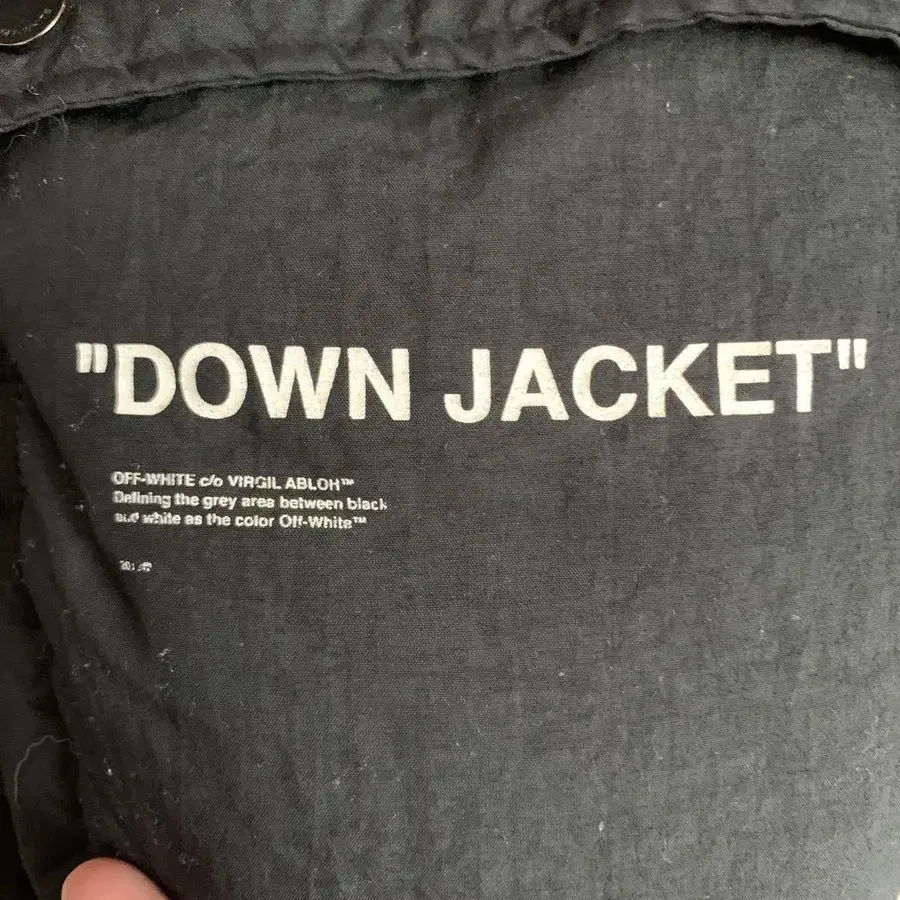 "DOWN JACKET"
OFF-WHITE c/o VIRGIL ABLOH™
Defining the grey area between black
and white as the color Off-White™